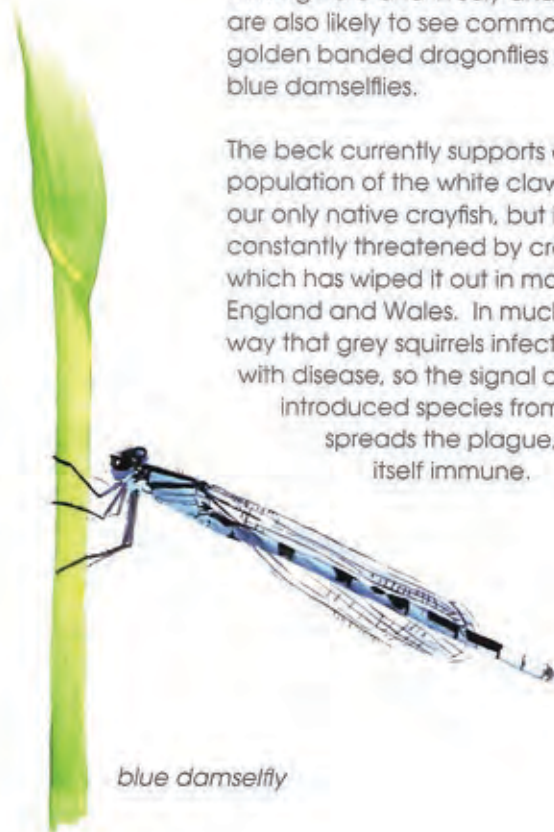 are also likely to see common
golden banded dragonflies
blue damselflies.
The beck currently supports
population of the white claw
our only native crayfish, but
constantly threatened by
which has wiped it out in
England and Wales. In much
way that grey squirrels infect
with disease, so the signal
introduced species from
spreads the plague,
itself immune.
blue damselfly